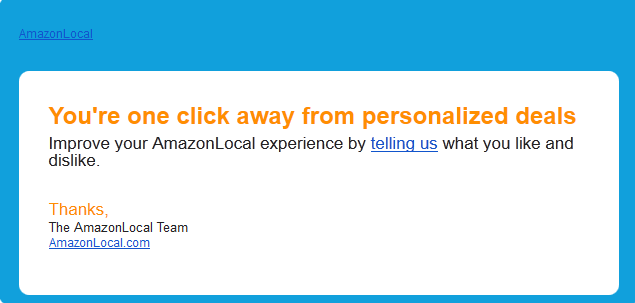 AmazonLocal
You're one click away from personalized deals
Improve your AmazonLocal experience by telling us what you like and
dislike.
Thanks,
The AmazonLocal Team
AmazonLocal.com